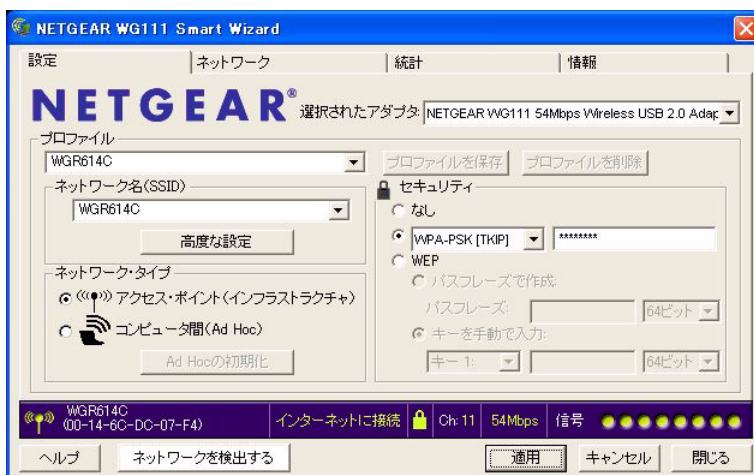 NETGEAR WG111 Smart Wizard
設定 ネットワーク 統計 情報
NETGEAR® 選択されたアダプタ: NETGEAR WG111 54Mbps Wireless USB 2.0 Adap
プロファイル
WGR614C プロファイルを保存 プロファイルを削除
ネットワーク名(SSID)
WGR614C
高度な設定
ネットワーク・タイプ
アクセス・ポイント(インフラストラクチャ)
コンピュータ間(Ad Hoc)
Ad Hocの初期化
セキュリティ
なし
WPA-PSK [TKIP] ********
WEP
パスフレーズで作成:
パスフレーズ: 64ビット
キーを手動で入力:
キー 1: 64ビット
WGR614C
(00-14-6C-DC-07-F4) インターネットに接続 Ch: 11 54Mbps 信号
ヘルプ ネットワークを検出する 適用 キャンセル 閉じる